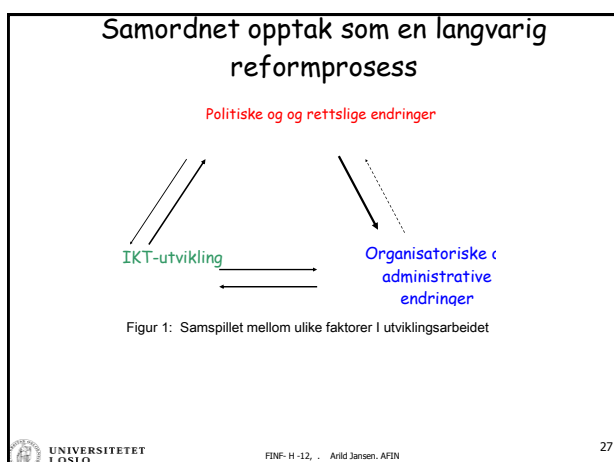 Samordnet opptak som en langvarig
reformprosess
Politiske og og rettslige endringer
IKT-utvikling
Organisatoriske
administrative
endringer
Figur 1: Samspillet mellom ulike faktorer I utviklingsarbeidet
UNIVERSITETET
I OSLO
FINF- H -12, . Arild Jansen. AFIN
27